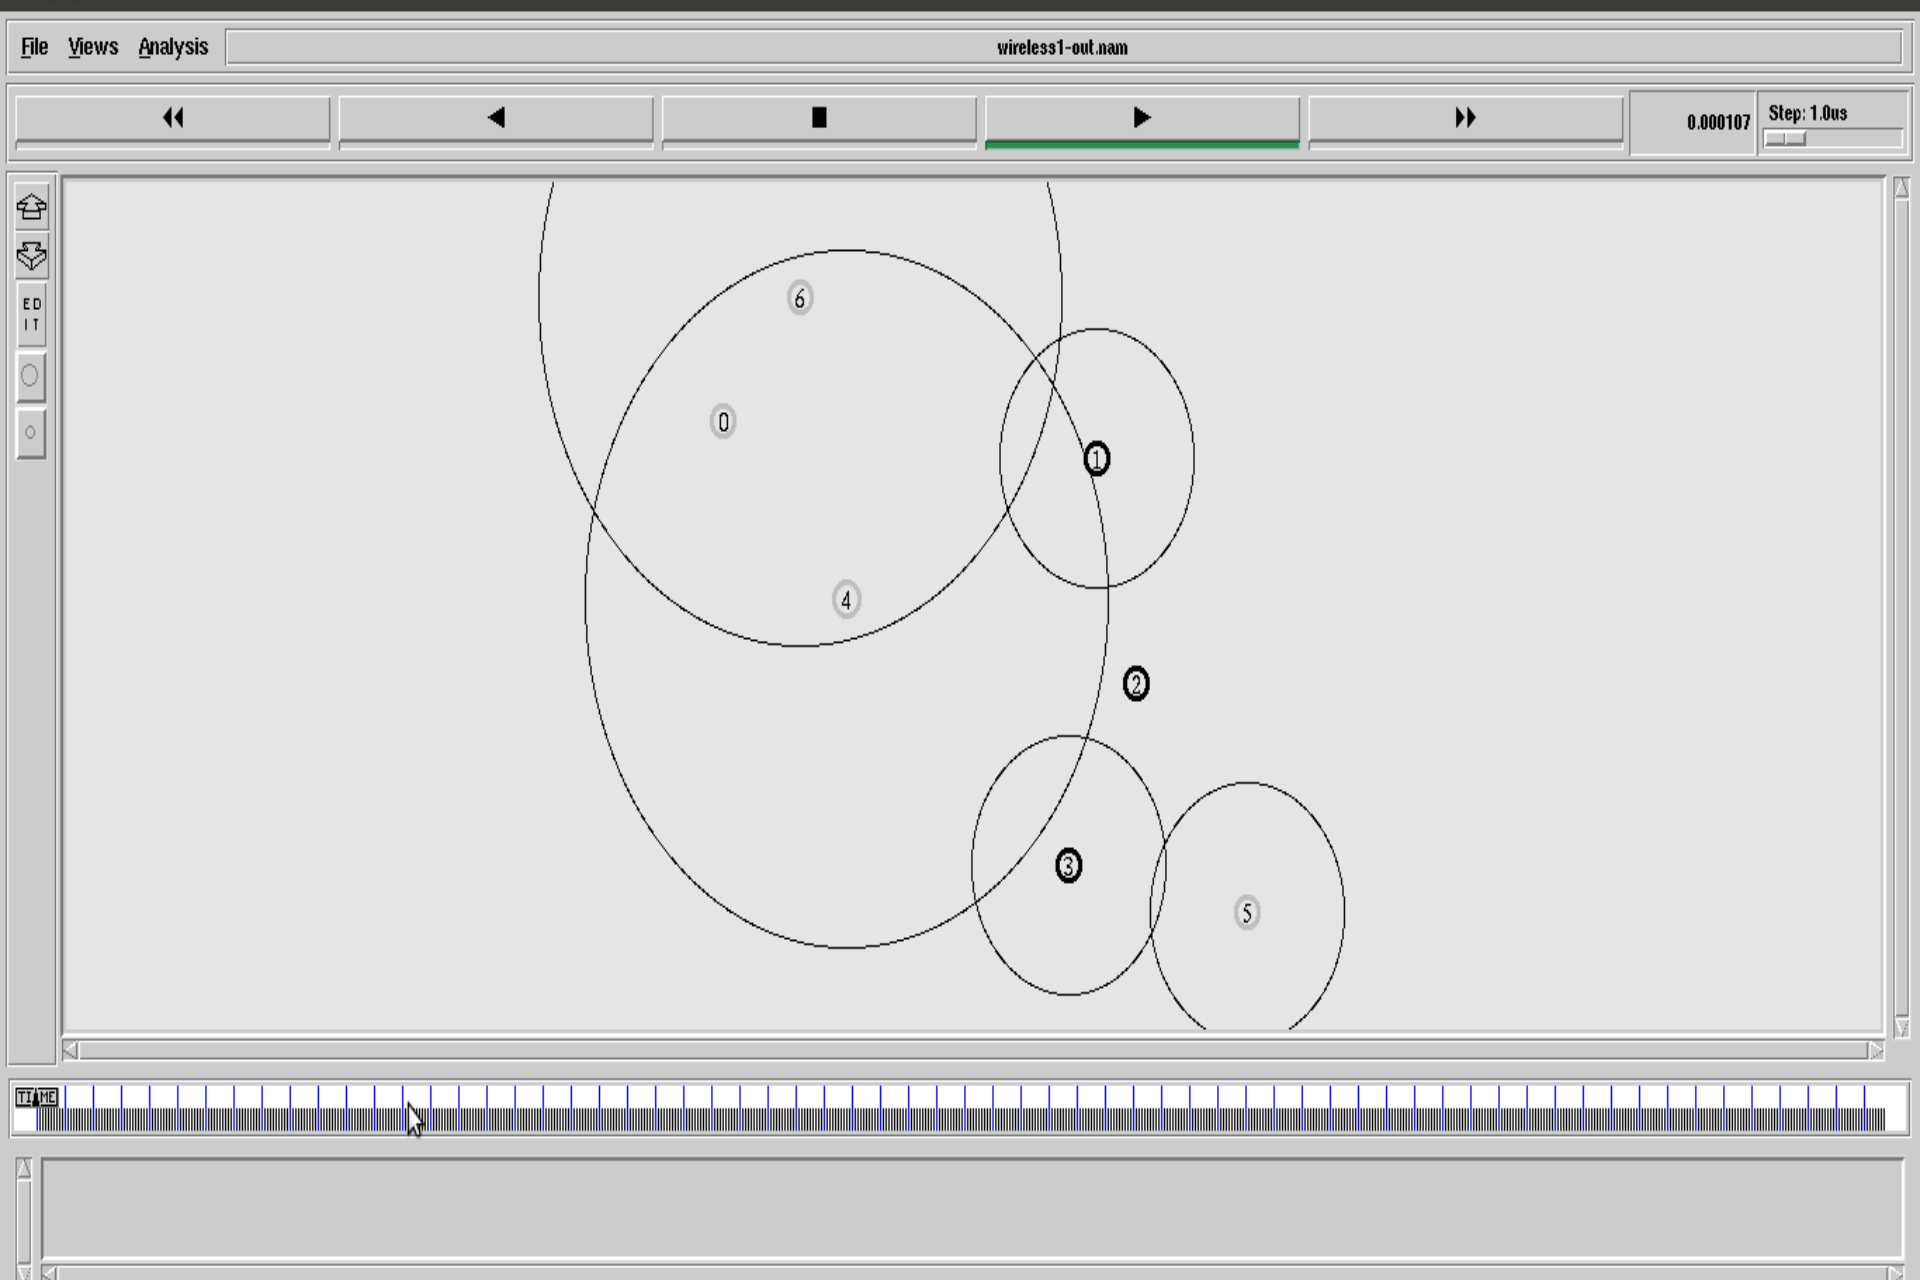 File Views Analysis wireless1-out.nam
0.000107 Step: 1.0us
ED
IT
6
0
1
4
2
3
5
TIME